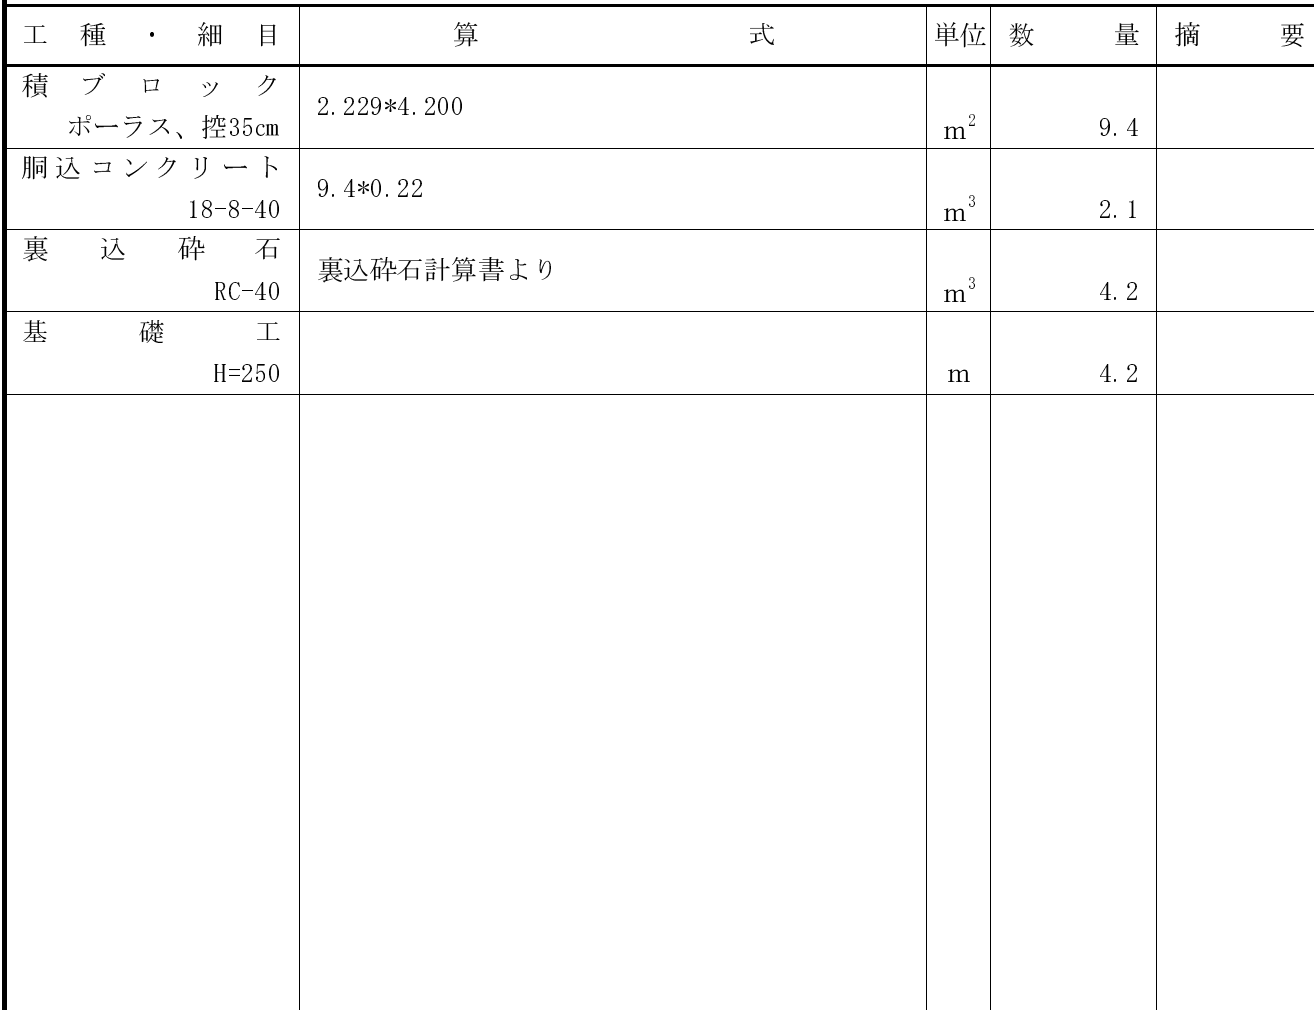 工種・細目 算式 単位 数量 摘要
積ブロック
ポーラス、控35㎝ 2.229*4.200 m² 9.4
胴込コンクリート
18-8-40 9.4*0.22 m³ 2.1
裏込砕石
RC-40 裏込砕石計算書より m³ 4.2
基礎工
H=250 m 4.2